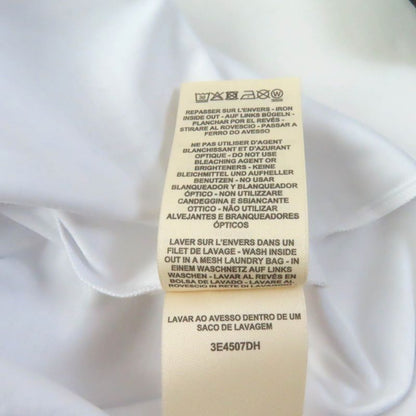 REPASSER SUR L'ENVERS - IRON
INSIDE OUT - AUF LINKS BÜGELN -
PLANCHAR POR EL REVÉS -
STIRARE AL ROVESCIO - PASSAR A
FERRO DO AVESSO
NE PAS UTILISER D'AGENT
BLANCHISSANT ET D'AZURANT
OPTIQUE - DO NOT USE
BLEACHING AGENT OR
BRIGHTENERS - KEINE
BLEICHMITTEL UND AUFHELLER
BENUTZEN - NO USAR
BLANQUEADOR Y BLANQUEADOR
ÓPTICO - NON UTILIZZARE
CANDEGGINA E SBIANCANTE
OTTICO - NÃO UTILIZAR
ALVEJANTES E BRANQUEADORES
ÓPTICOS
LAVER SUR L'ENVERS DANS UN
FILET DE LAVAGE - WASH INSIDE
OUT IN A MESH LAUNDRY BAG - IN
EINEM WASCHNETZ AUF LINKS
WASCHEN - LAVAR AL REVÉS EN
BOLSA DE LAVADO - LAVARE AL
ROVESCIO IN RETE DI LAVAGGIO -
LAVAR AO AVESSO DENTRO DE UM
SACO DE LAVAGEM
3E4507DH